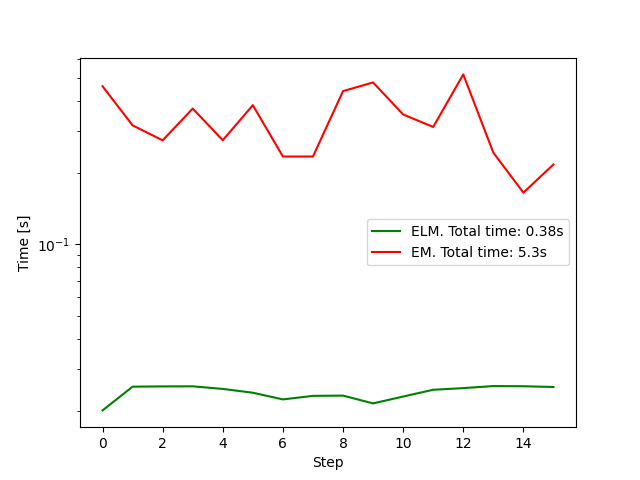 Time [s]
10⁻¹
ELM. Total time: 0.38s
EM. Total time: 5.3s
0 2 4 6 8 10 12 14
Step